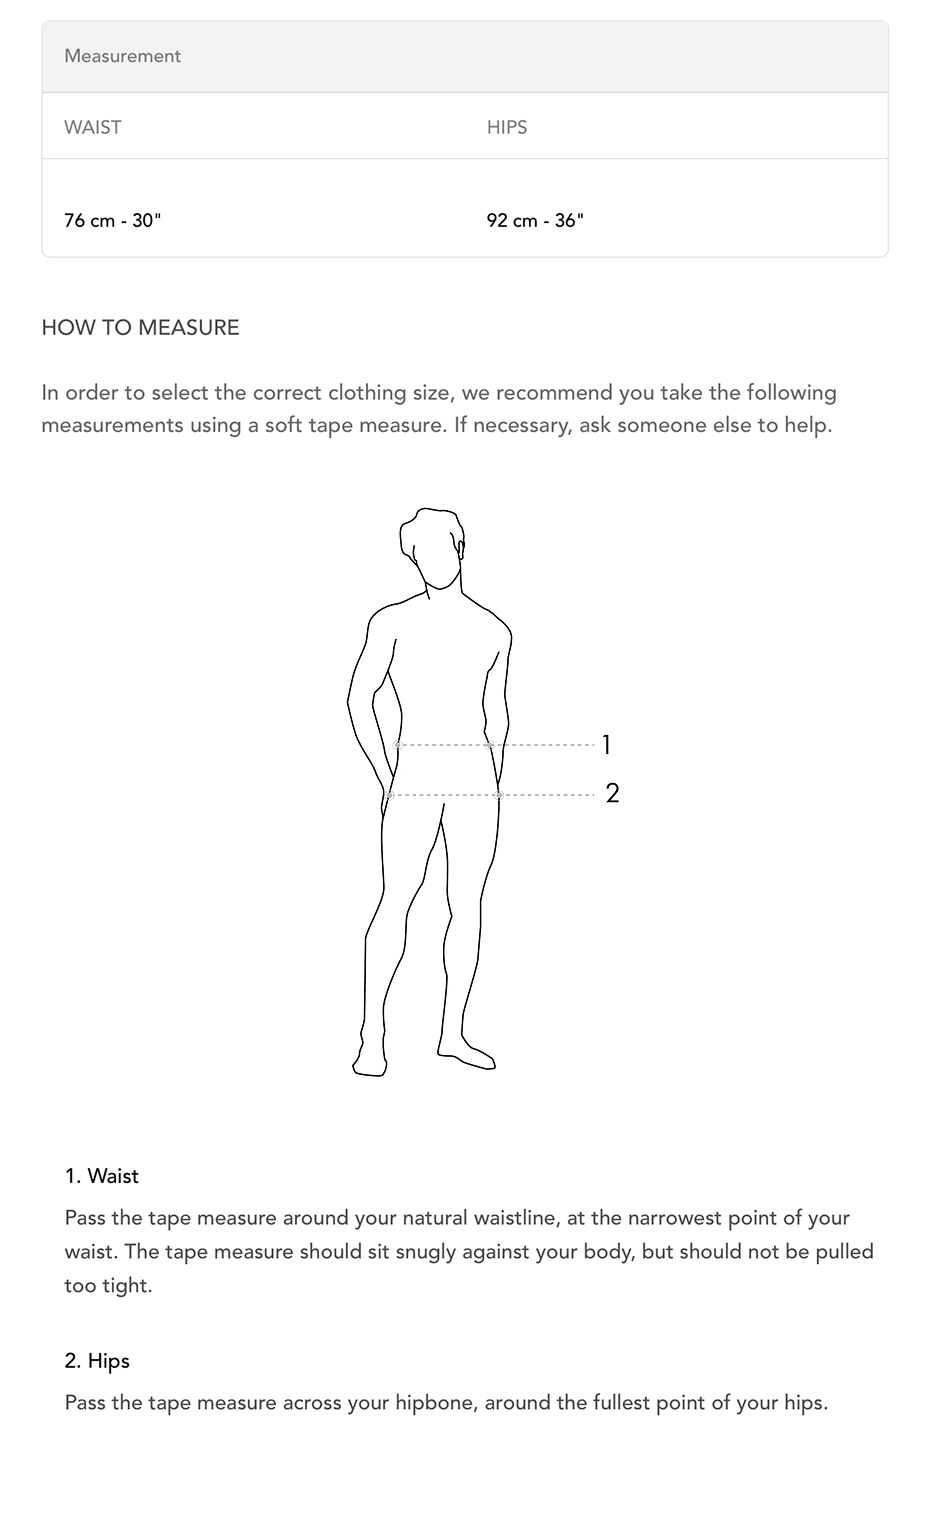 Measurement
WAIST HIPS
76 cm - 30" 92 cm - 36"
HOW TO MEASURE
In order to select the correct clothing size, we recommend you take the following
measurements using a soft tape measure. If necessary, ask someone else to help.
1
2
1. Waist
Pass the tape measure around your natural waistline, at the narrowest point of your
waist. The tape measure should sit snugly against your body, but should not be pulled
too tight.
2. Hips
Pass the tape measure across your hipbone, around the fullest point of your hips.